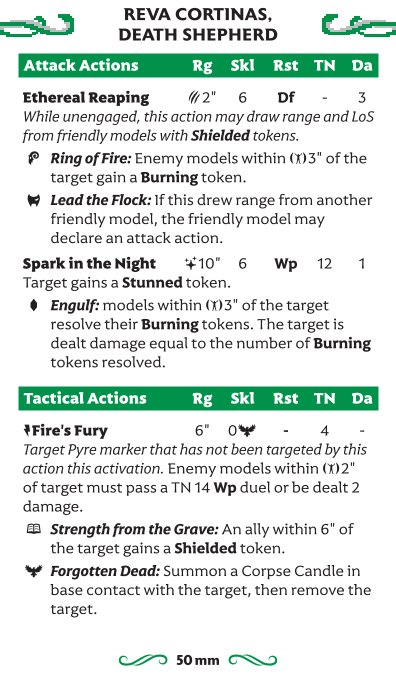 REVA CORTINAS,
DEATH SHEPHERD
Attack Actions Rg Skl Rst TN Da
Ethereal Reaping 2" 6 Df - 3
While unengaged, this action may draw range and LoS
from friendly models with Shielded tokens.
Ring of Fire: Enemy models within 3" of the
target gain a Burning token.
Lead the Flock: If this drew range from another
friendly model, the friendly model may
declare an attack action.
Spark in the Night 10" 6 Wp 12 1
Target gains a Stunned token.
Engulf: models within 3" of the target
resolve their Burning tokens. The target is
dealt damage equal to the number of Burning
tokens resolved.
Tactical Actions Rg Skl Rst TN Da
Fire's Fury 6" 0 - 4 -
Target Pyre marker that has not been targeted by this
action this activation. Enemy models within 2"
of target must pass a TN 14 Wp duel or be dealt 2
damage.
Strength from the Grave: An ally within 6" of
the target gains a Shielded token.
Forgotten Dead: Summon a Corpse Candle in
base contact with the target, then remove the
target.
50 mm